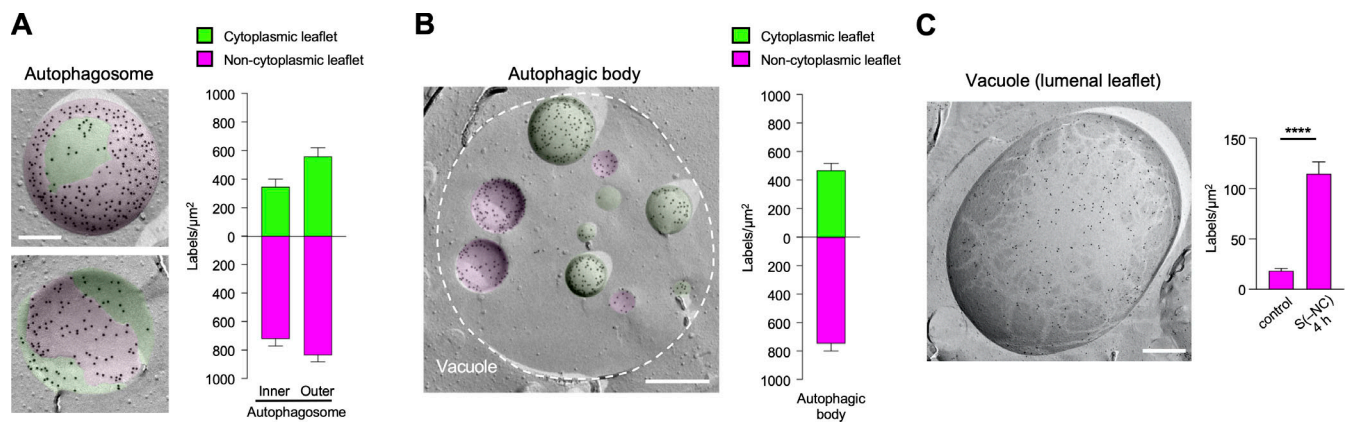 A
Cytoplasmic leaflet
Non-cytoplasmic leaflet
Autophagosome
Labels/µm²
1000
800
600
400
200
0
200
400
600
800
1000
Inner
Outer
Autophagosome
B
Cytoplasmic leaflet
Non-cytoplasmic leaflet
Autophagic body
Vacuole
Labels/µm²
1000
800
600
400
200
0
200
400
600
800
1000
Autophagic
body
C
Vacuole (lumenal leaflet)
Labels/µm²
150
100
50
0
****
control
S(–NC)
4 h